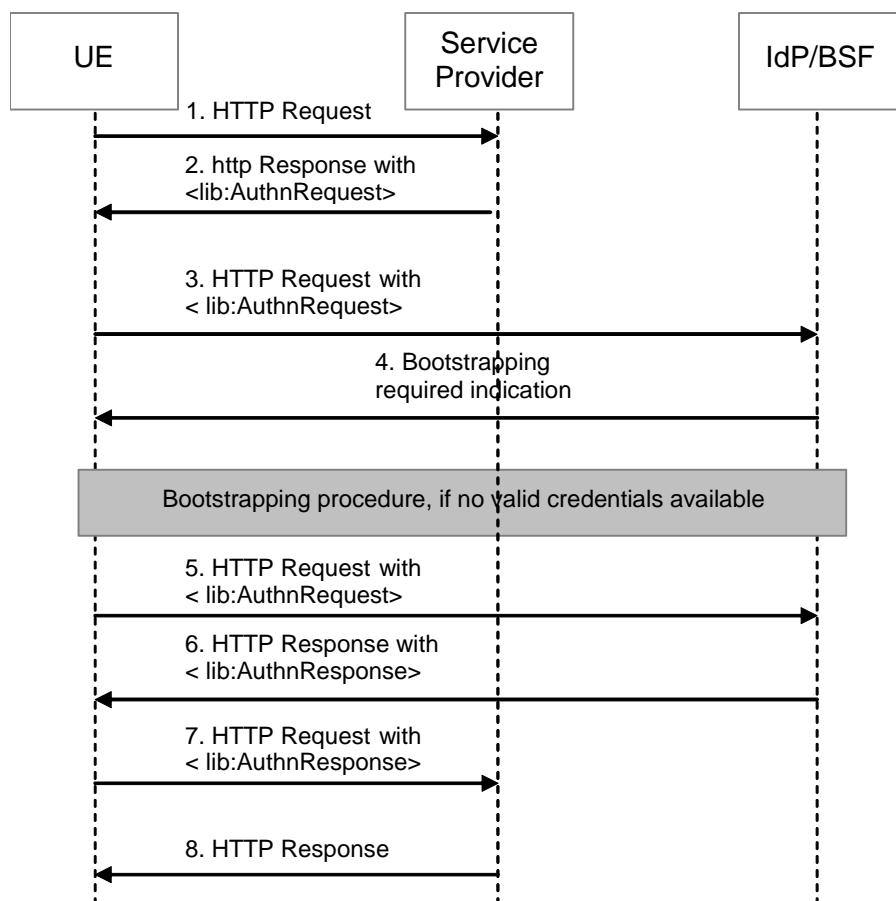 UE
Service
Provider
IdP/BSF
1. HTTP Request
2. http Response with
<lib:AuthnRequest>
3. HTTP Request with
< lib:AuthnRequest>
4. Bootstrapping
required indication
Bootstrapping procedure, if no valid credentials available
5. HTTP Request with
< lib:AuthnRequest>
6. HTTP Response with
< lib:AuthnResponse>
7. HTTP Request with
< lib:AuthnResponse>
8. HTTP Response